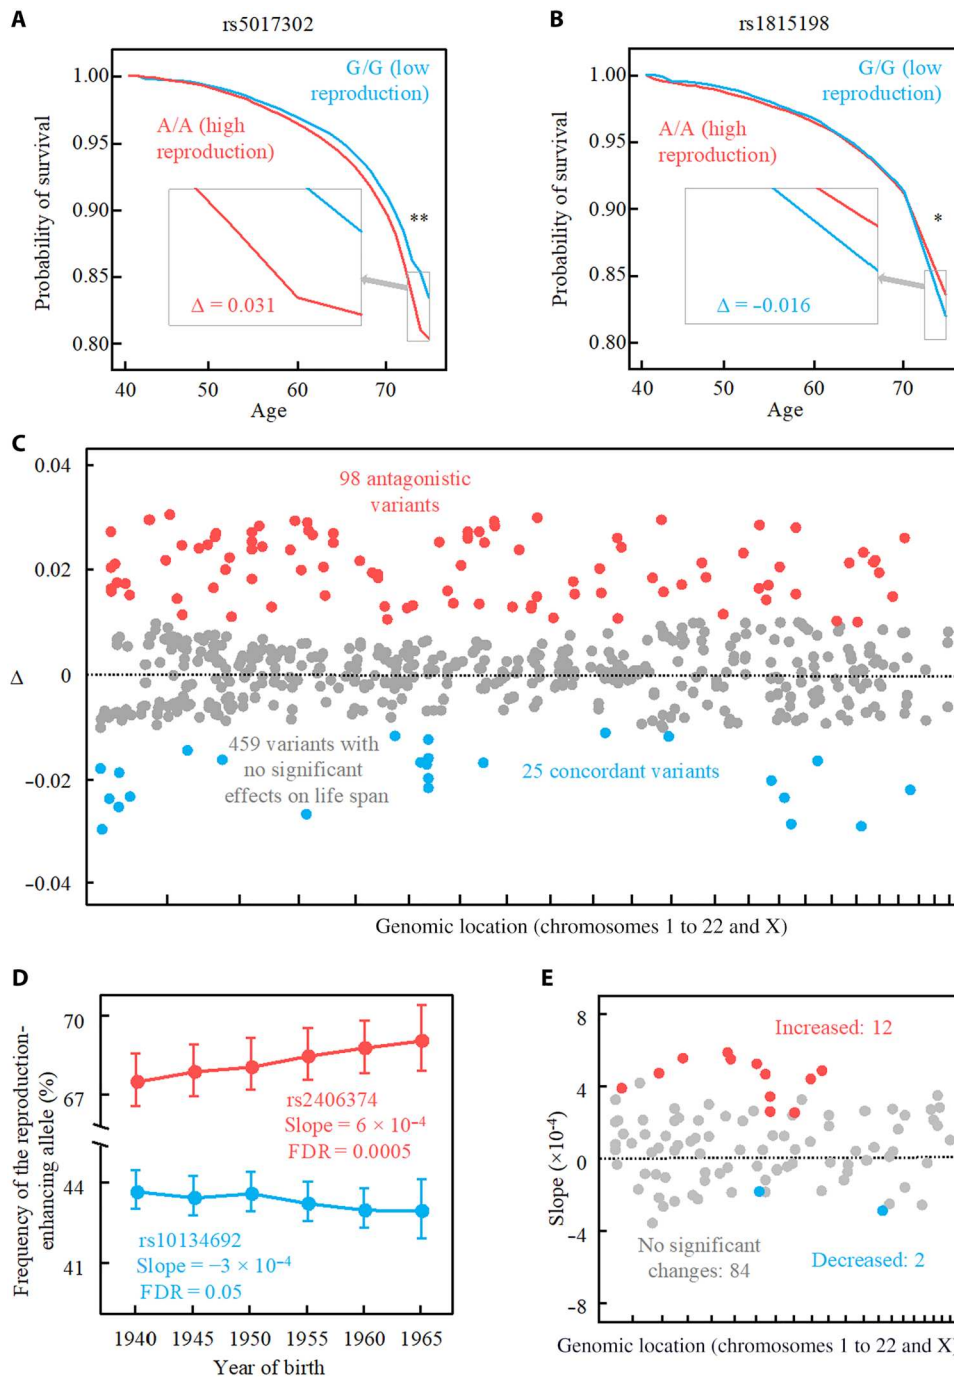 A
rs5017302
G/G (low
reproduction)
A/A (high
reproduction)
Δ = 0.031
**
Probability of survival
1.00
0.95
0.90
0.85
0.80
40 50 60 70
Age
B
rs1815198
G/G (low
reproduction)
A/A (high
reproduction)
Δ = −0.016
*
Probability of survival
1.00
0.95
0.90
0.85
0.80
40 50 60 70
Age
C
0.04
0.02
0
−0.02
−0.04
Δ
98 antagonistic
variants
459 variants with
no significant
effects on life span
25 concordant variants
Genomic location (chromosomes 1 to 22 and X)
D
Frequency of the reproduction-
enhancing allele (%)
70
67
44
41
rs2406374
Slope = 6 × 10⁻⁴
FDR = 0.0005
rs10134692
Slope = −3 × 10⁻⁴
FDR = 0.05
1940 1945 1950 1955 1960 1965
Year of birth
E
Slope (×10⁻⁴)
8
4
0
−4
−8
Increased: 12
No significant
changes: 84
Decreased: 2
Genomic location (chromosomes 1 to 22 and X)